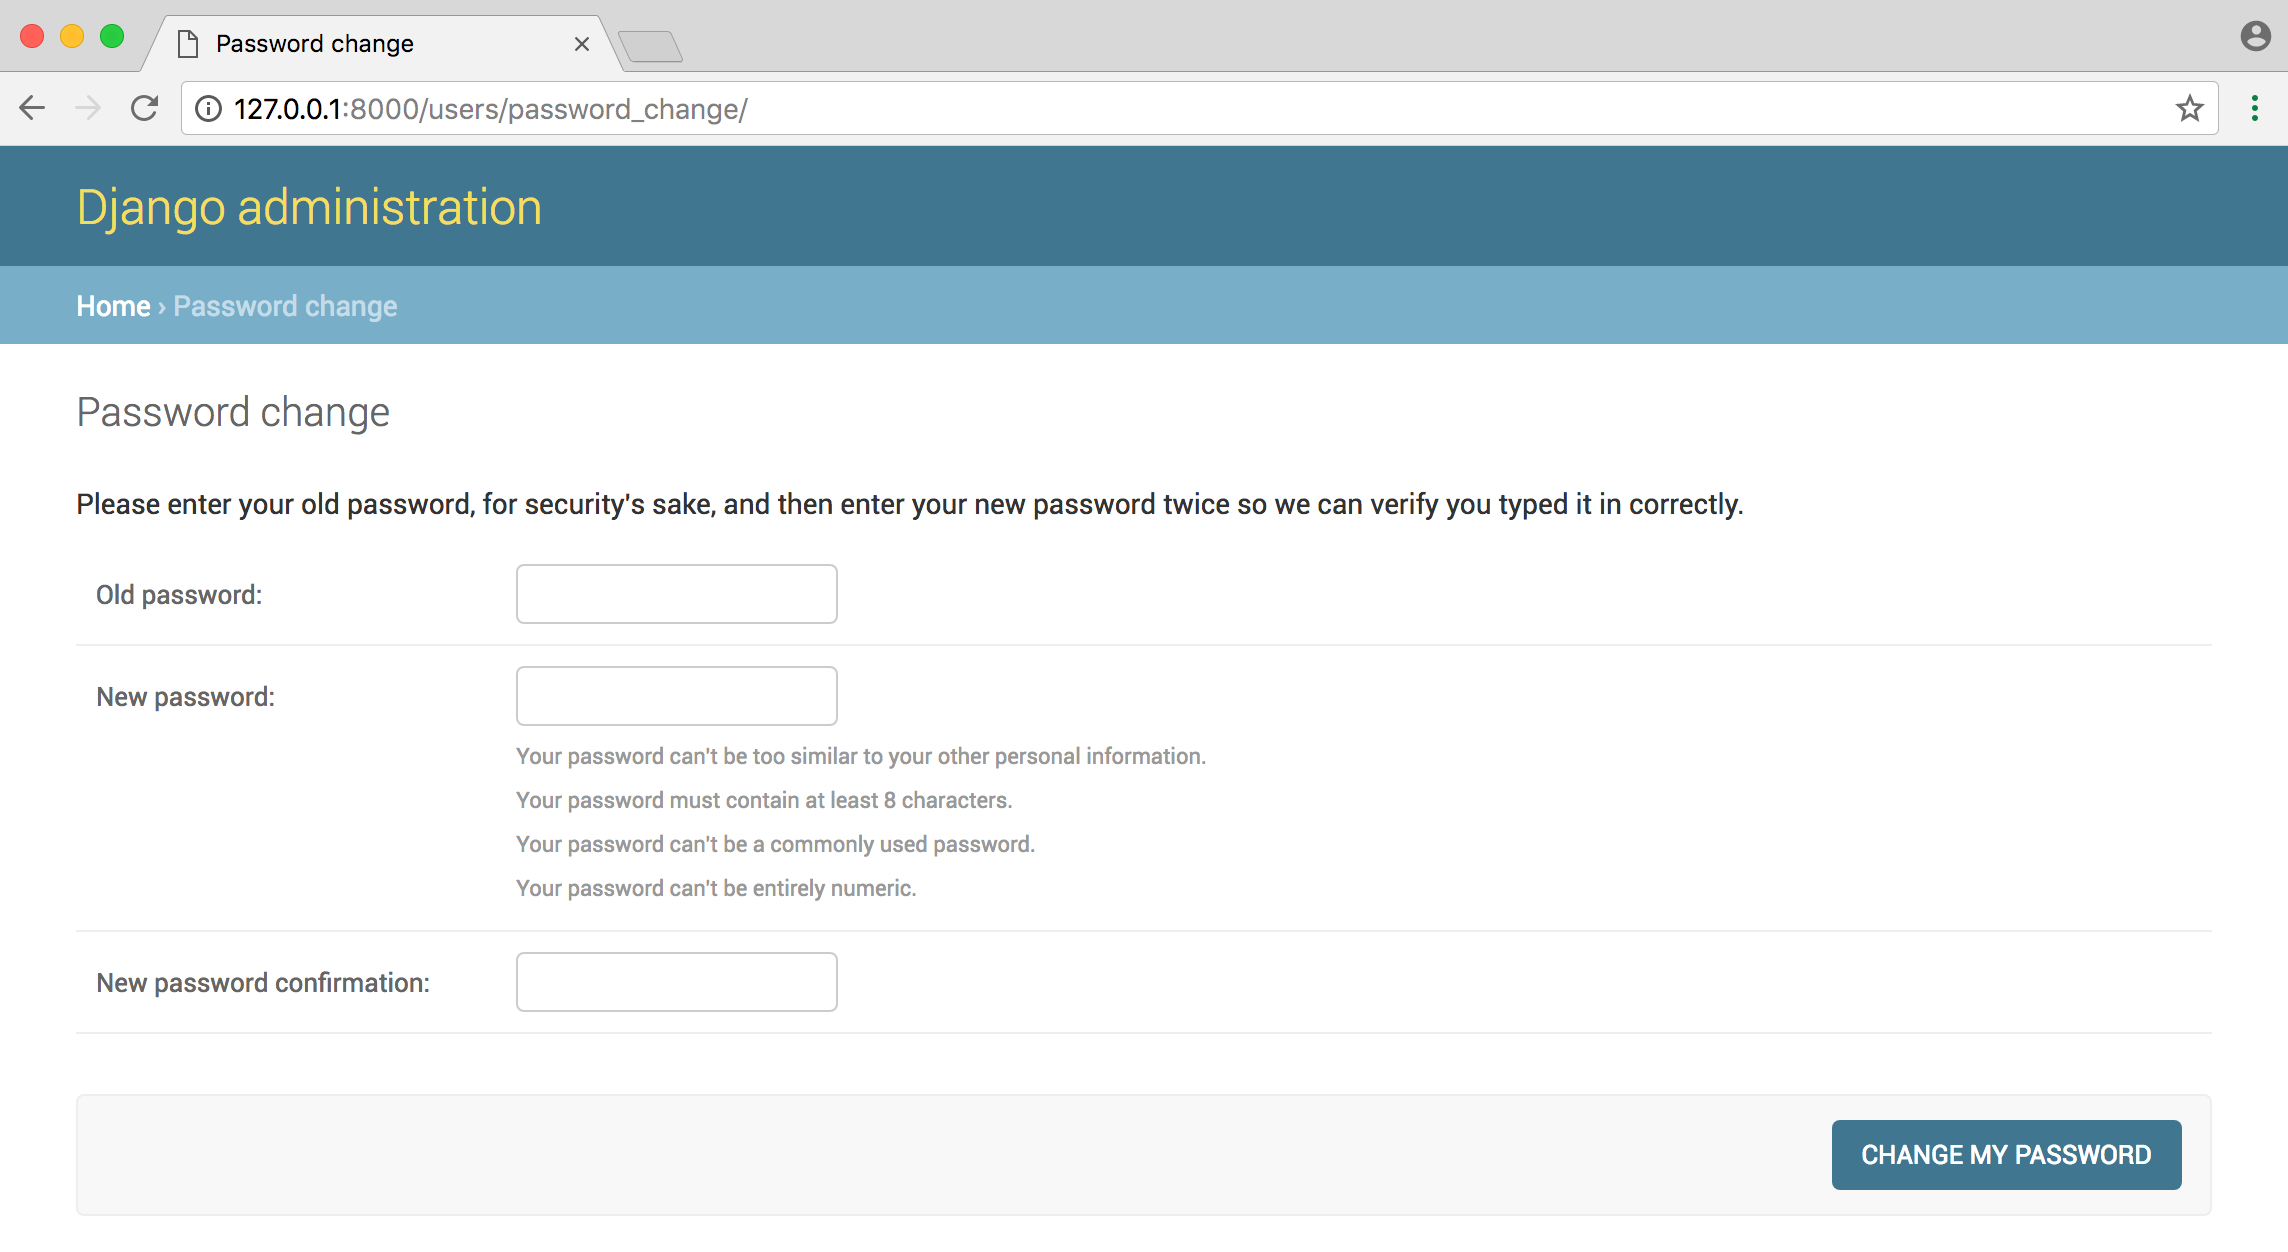 Password change
127.0.0.1:8000/users/password_change/
Django administration
Home › Password change
Password change
Please enter your old password, for security's sake, and then enter your new password twice so we can verify you typed it in correctly.
Old password:
New password:
Your password can't be too similar to your other personal information.
Your password must contain at least 8 characters.
Your password can't be a commonly used password.
Your password can't be entirely numeric.
New password confirmation:
CHANGE MY PASSWORD